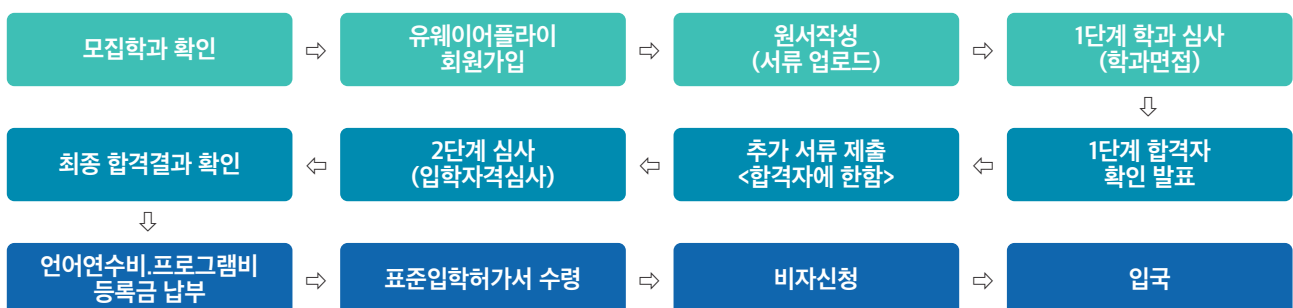 모집학과 확인
유웨이어플라이
회원가입
원서작성
(서류 업로드)
1단계 학과 심사
(학과면접)
1단계 합격자
확인 발표
추가 서류 제출
<합격자에 한함>
2단계 심사
(입학자격심사)
최종 합격결과 확인
언어연수비.프로그램비
등록금 납부
표준입학허가서 수령
비자신청
입국